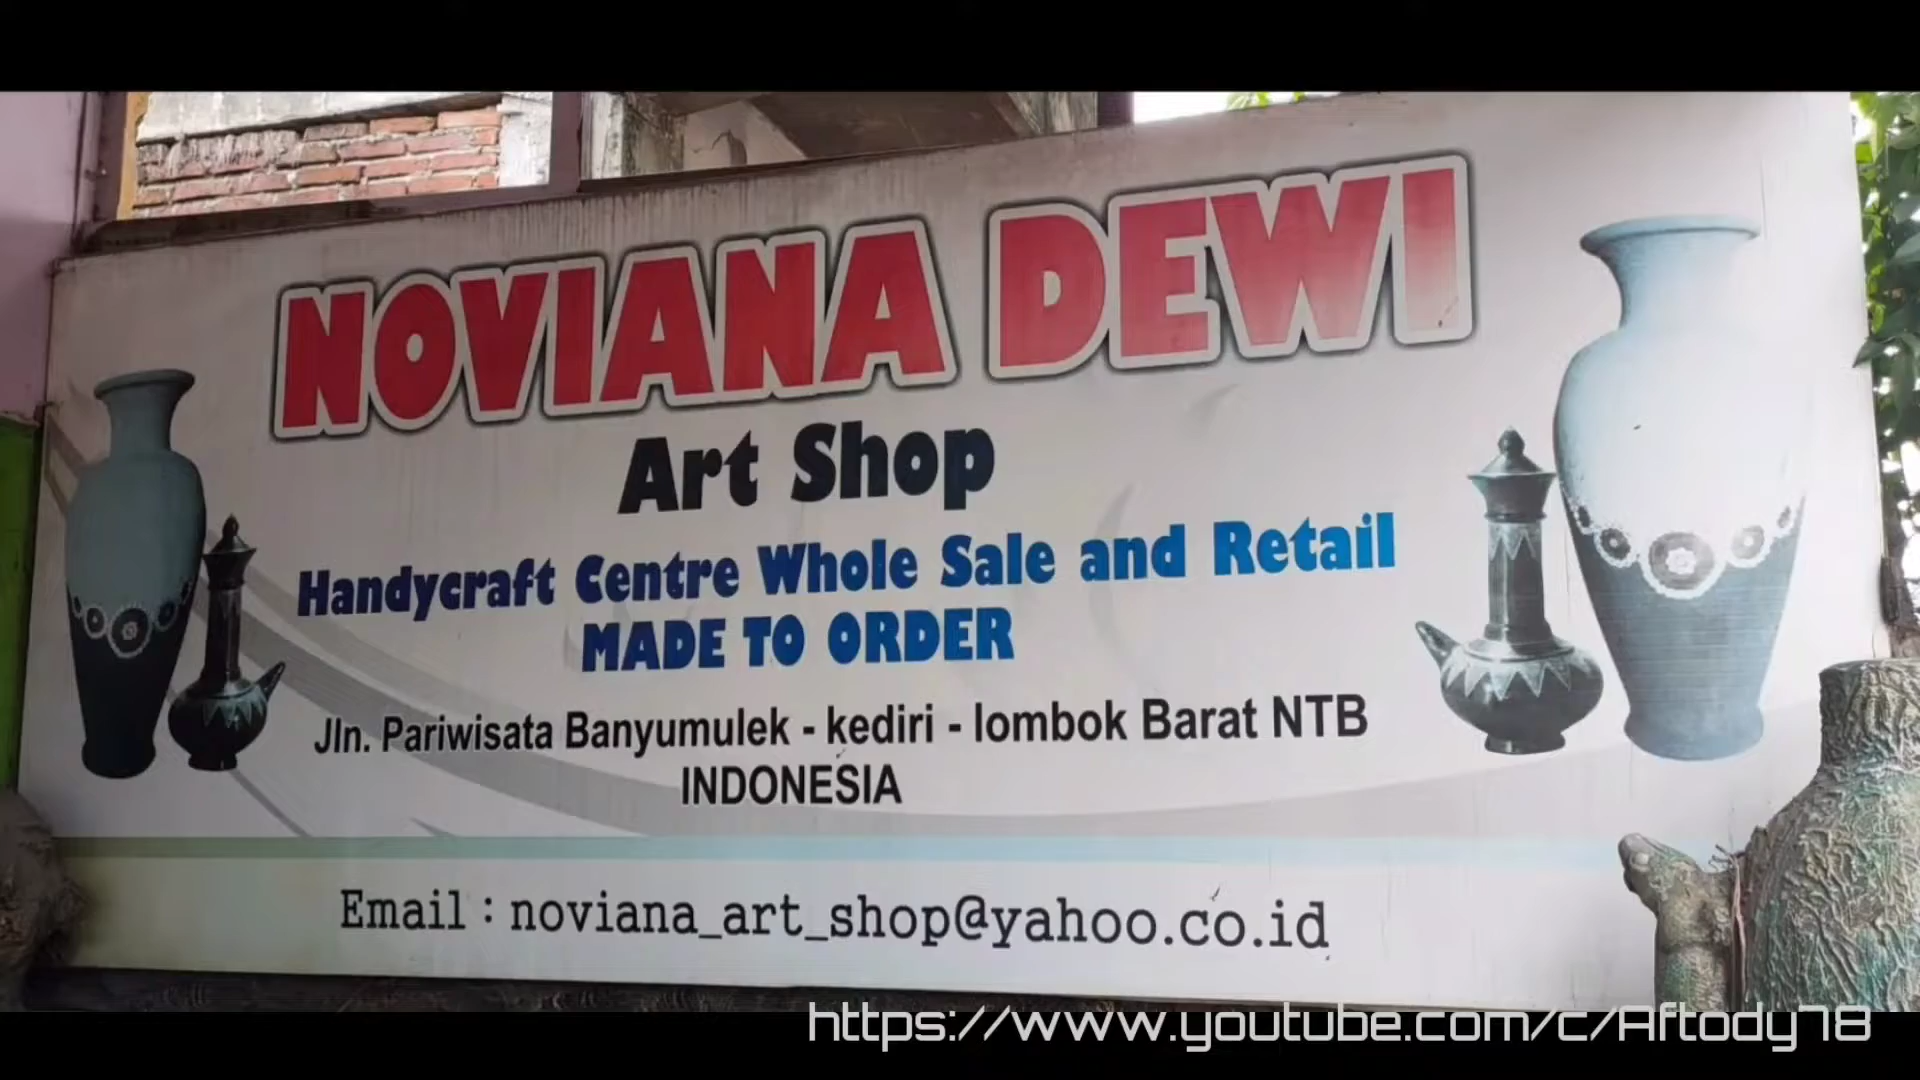 NOVIANA DEWI
Art Shop
Handycraft Centre Whole Sale and Retail
MADE TO ORDER
Jln. Pariwisata Banyumulek - kediri - lombok Barat NTB
INDONESIA
Email : noviana_art_shop@yahoo.co.id
https://www.youtube.com/c/Aftody78